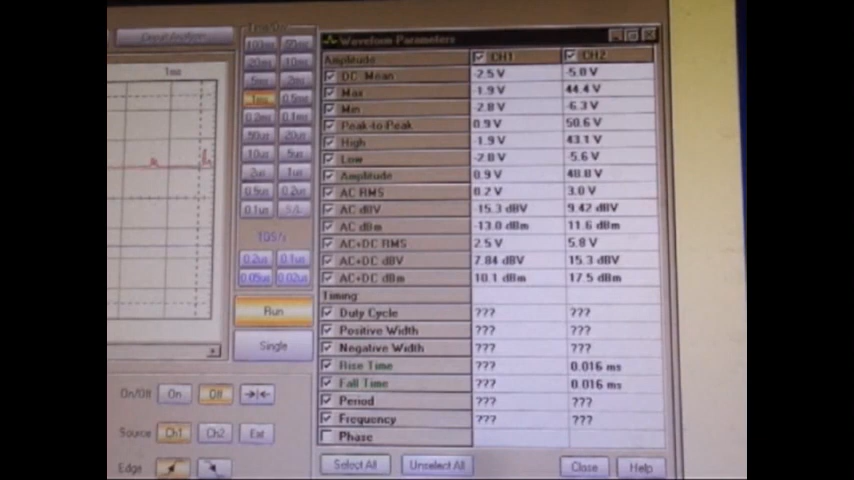 Time/Div
100ms 50ms
20ms 10ms
5ms 2ms
1ms 0.5ms
0.2ms 0.1ms
50us 20us
10us 5us
2us 1us
0.5us 0.2us
0.1us
0.2us 0.1us
0.05us 0.02us
Run
Single
1ms
On/Off On Off
Source Ch1 Ch2 Ext
Edge
Waveform Parameters
Amplitude CH1 CH2
DC Mean -2.5 V -5.0 V
Max -1.9 V 44.4 V
Min -2.8 V -6.3 V
Peak-to-Peak 0.9 V 50.6 V
High -1.9 V 43.1 V
Low -2.8 V -5.6 V
Amplitude 0.9 V 48.8 V
AC RMS 0.2 V 3.0 V
AC dBV -15.3 dBV 9.42 dBV
AC dBm -13.0 dBm 11.6 dBm
AC+DC RMS 2.5 V 5.8 V
AC+DC dBV 7.84 dBV 15.3 dBV
AC+DC dBm 10.1 dBm 17.5 dBm
Timing
Duty Cycle ??? ???
Positive Width ??? ???
Negative Width ??? ???
Rise Time ??? 0.016 ms
Fall Time ??? 0.016 ms
Period ??? ???
Frequency ??? ???
Phase
Select All Unselect All Close Help